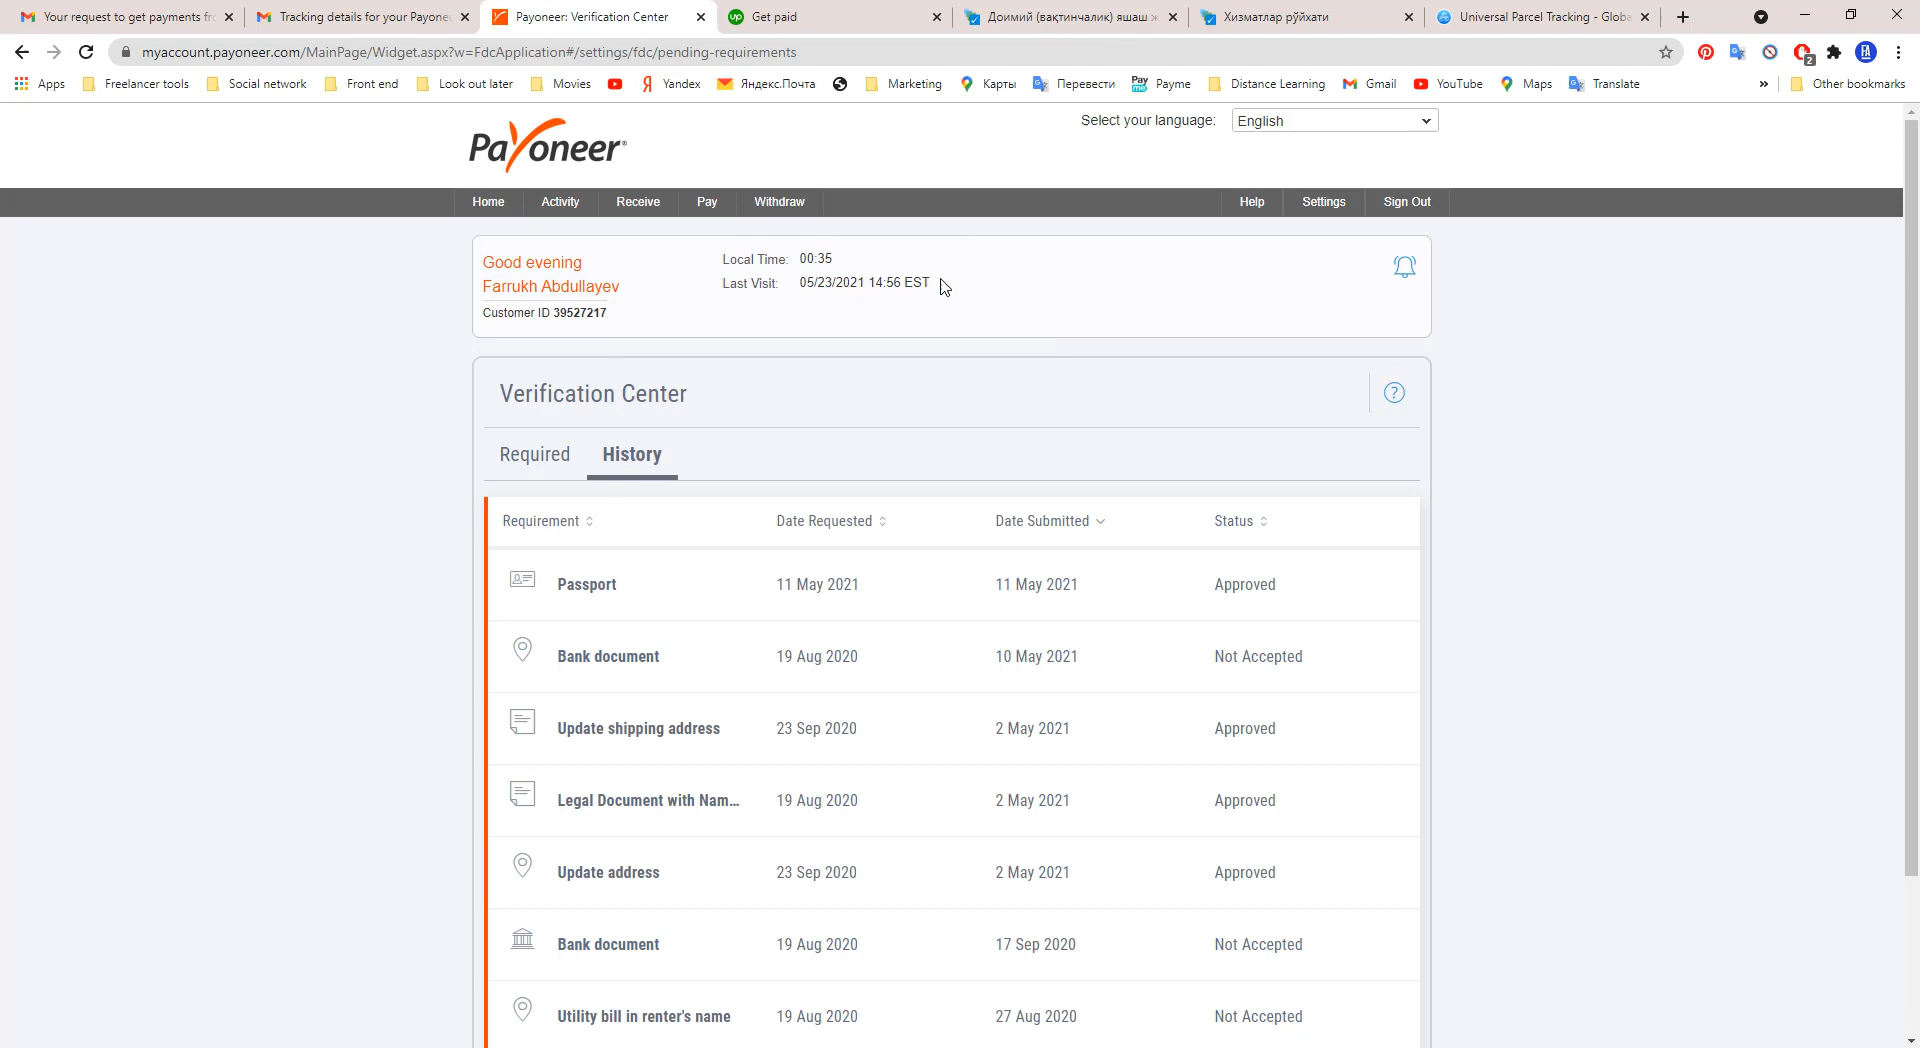 Your request to get payments fr
Tracking details for your Payone
Payoneer: Verification Center
up Get paid
Доимий (вақтинчалик) яшаш ж
Хизматлар рўйхати
Universal Parcel Tracking - Globa
myaccount.payoneer.com/MainPage/Widget.aspx?w=FdcApplication#/settings/fdc/pending-requirements
2
FA
Apps
Freelancer tools
Social network
Front end
Look out later
Movies
Yandex
Яндекс.Почта
Marketing
Карты
Перевести
Pay me Payme
Distance Learning
Gmail
YouTube
Maps
Translate
»
Other bookmarks
Payoneer
Select your language: English
Home Activity Receive Pay Withdraw Help Settings Sign Out
Good evening
Farrukh Abdullayev
Customer ID 39527217
Local Time: 00:35
Last Visit: 05/23/2021 14:56 EST
Verification Center ?
Required History
Requirement Date Requested Date Submitted Status
Passport 11 May 2021 11 May 2021 Approved
Bank document 19 Aug 2020 10 May 2021 Not Accepted
Update shipping address 23 Sep 2020 2 May 2021 Approved
Legal Document with Nam... 19 Aug 2020 2 May 2021 Approved
Update address 23 Sep 2020 2 May 2021 Approved
Bank document 19 Aug 2020 17 Sep 2020 Not Accepted
Utility bill in renter's name 19 Aug 2020 27 Aug 2020 Not Accepted